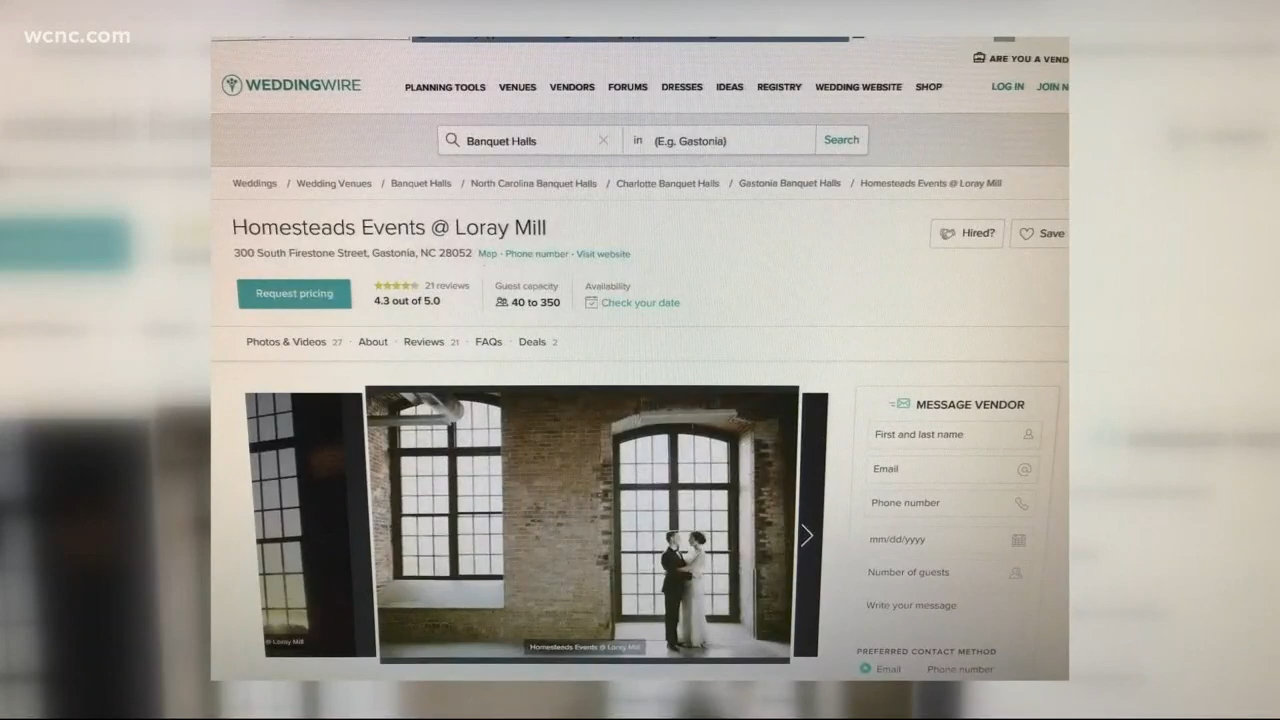 wcnc.com
ARE YOU A VEND
WEDDINGWIRE
PLANNING TOOLS VENUES VENDORS FORUMS DRESSES IDEAS REGISTRY WEDDING WEBSITE SHOP LOG IN JOIN N
Banquet Halls in (E.g. Gastonia) Search
Weddings / Wedding Venues / Banquet Halls / North Carolina Banquet Halls / Charlotte Banquet Halls / Gastonia Banquet Halls / Homesteads Events @ Loray Mill
Homesteads Events @ Loray Mill
Hired? Save
300 South Firestone Street, Gastonia, NC 28052 Map · Phone number · Visit website
Request pricing
21 reviews
4.3 out of 5.0
Guest capacity
40 to 350
Availability
Check your date
Photos & Videos 27 · About · Reviews 21 · FAQs · Deals 2
@ Loray Mill
Homesteads Events @ Loray Mill
MESSAGE VENDOR
First and last name
Email
Phone number
mm/dd/yyyy
Number of guests
Write your message
PREFERRED CONTACT METHOD
Email Phone number